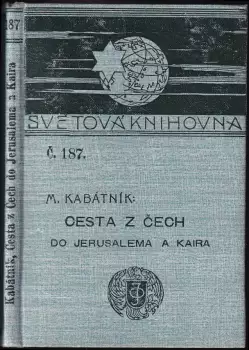 187
Kabátník, Cesta z Čech do Jerusalema a Kaira
SVĚTOVÁ KNIHOVNA
Č. 187.
M. KABÁTNÍK:
CESTA Z ČECH
DO JERUSALEMA A KAIRA